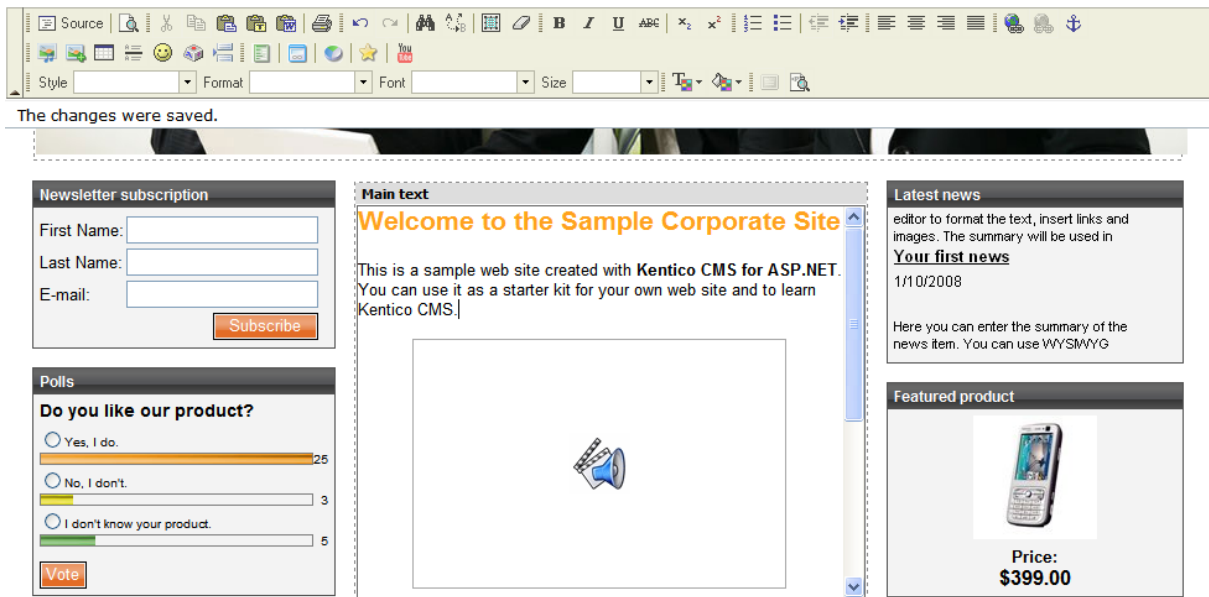 Source
B I U ABC x₂ x²
You
Tube
Style Format Font Size
The changes were saved.
Newsletter subscription
First Name:
Last Name:
E-mail:
Subscribe
Polls
Do you like our product?
Yes, I do.
25
No, I don't.
3
I don't know your product.
5
Vote
Main text
Welcome to the Sample Corporate Site
This is a sample web site created with Kentico CMS for ASP.NET.
You can use it as a starter kit for your own web site and to learn
Kentico CMS.
Latest news
editor to format the text, insert links and
images. The summary will be used in
Your first news
1/10/2008
Here you can enter the summary of the
news item. You can use WYSIWYG
Featured product
Price:
$399.00